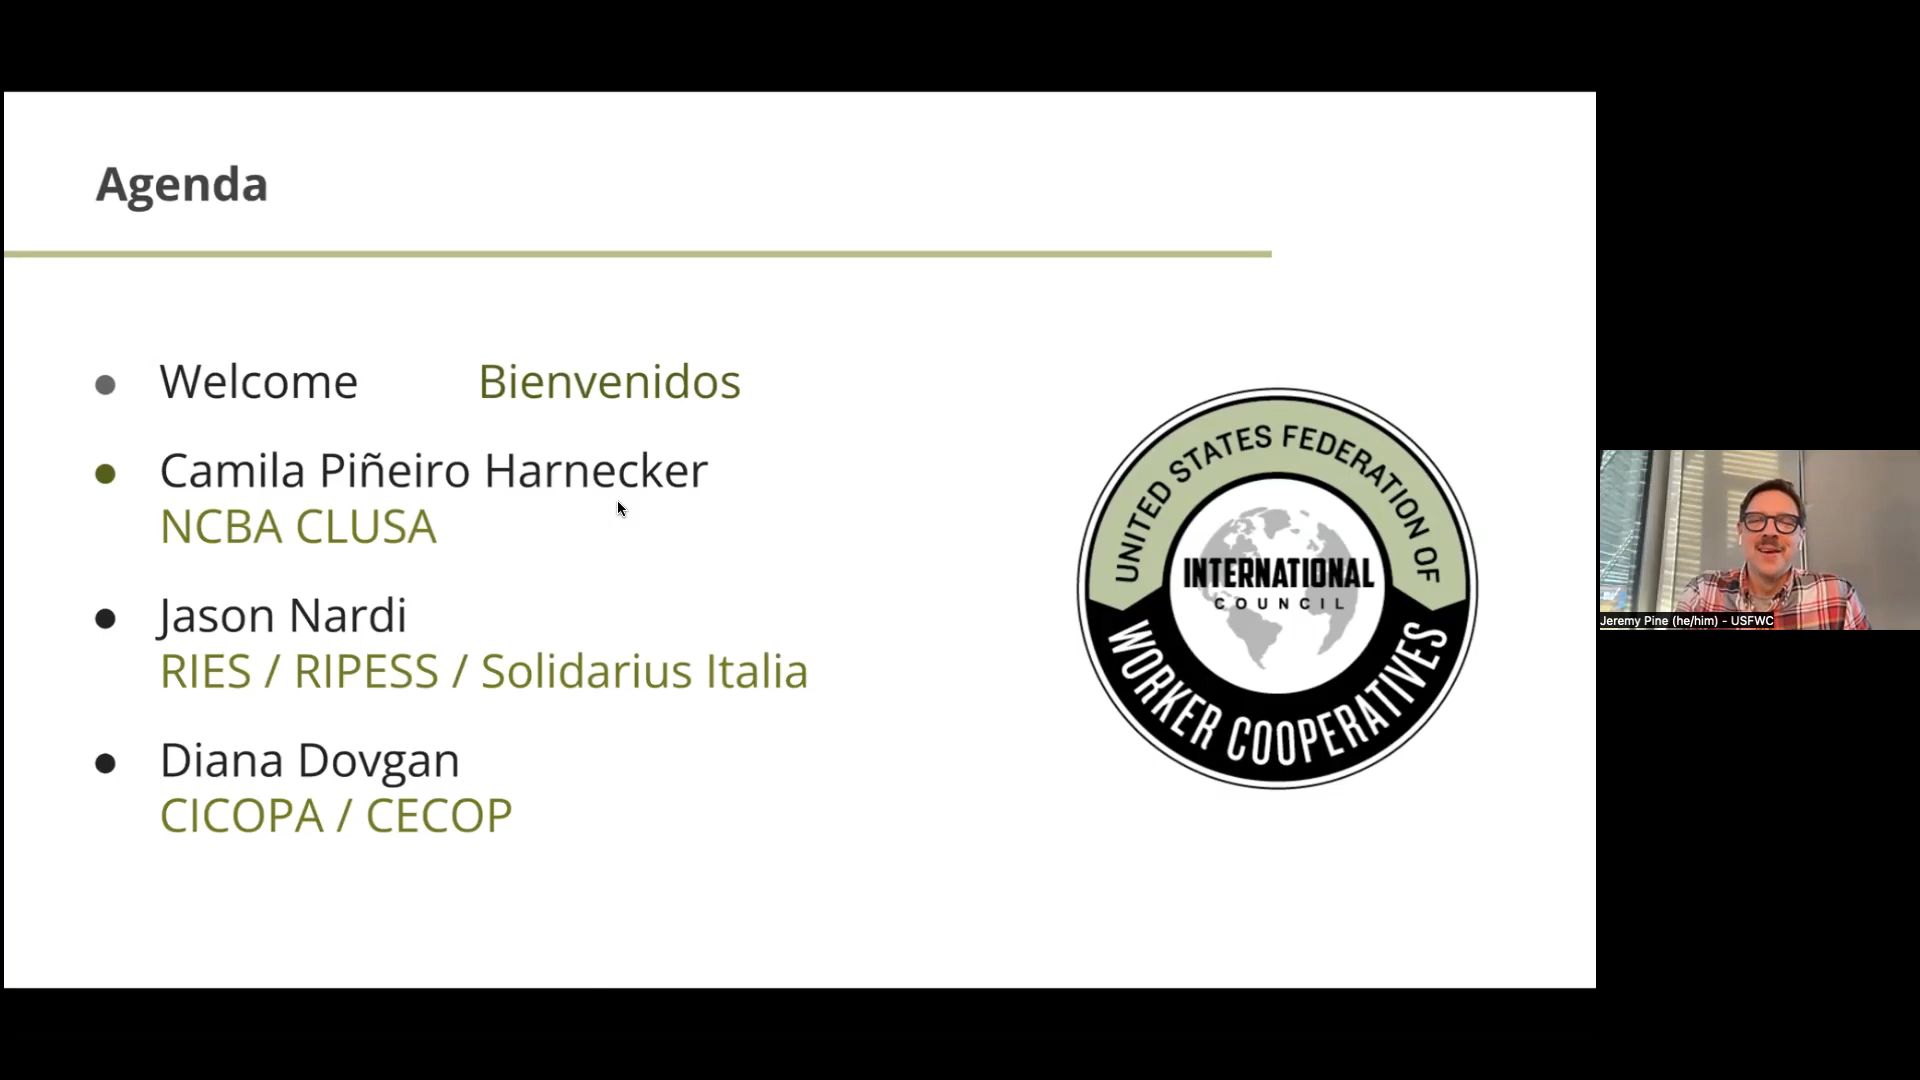 Agenda
Welcome Bienvenidos
Camila Piñeiro Harnecker
NCBA CLUSA
Jason Nardi
RIES / RIPESS / Solidarius Italia
Diana Dovgan
CICOPA / CECOP
UNITED STATES FEDERATION OF
INTERNATIONAL
COUNCIL
WORKER COOPERATIVES
Jeremy Pine (he/him) - USFWC